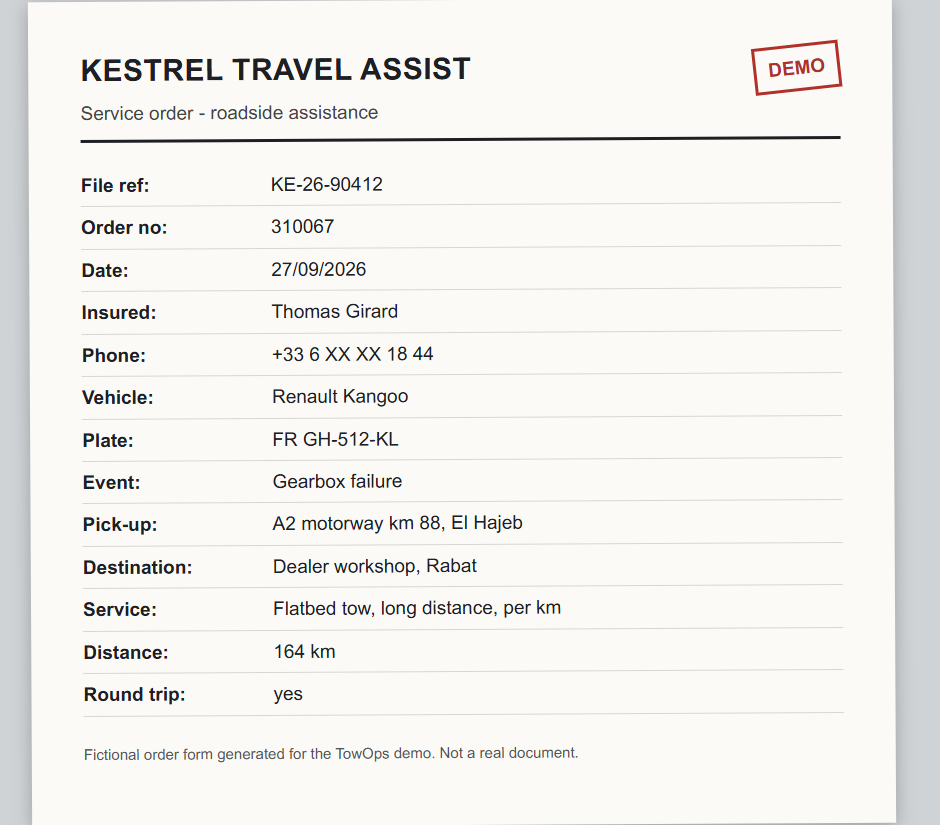 KESTREL TRAVEL ASSIST
DEMO
Service order - roadside assistance
File ref: KE-26-90412
Order no: 310067
Date: 27/09/2026
Insured: Thomas Girard
Phone: +33 6 XX XX 18 44
Vehicle: Renault Kangoo
Plate: FR GH-512-KL
Event: Gearbox failure
Pick-up: A2 motorway km 88, El Hajeb
Destination: Dealer workshop, Rabat
Service: Flatbed tow, long distance, per km
Distance: 164 km
Round trip: yes
Fictional order form generated for the TowOps demo. Not a real document.